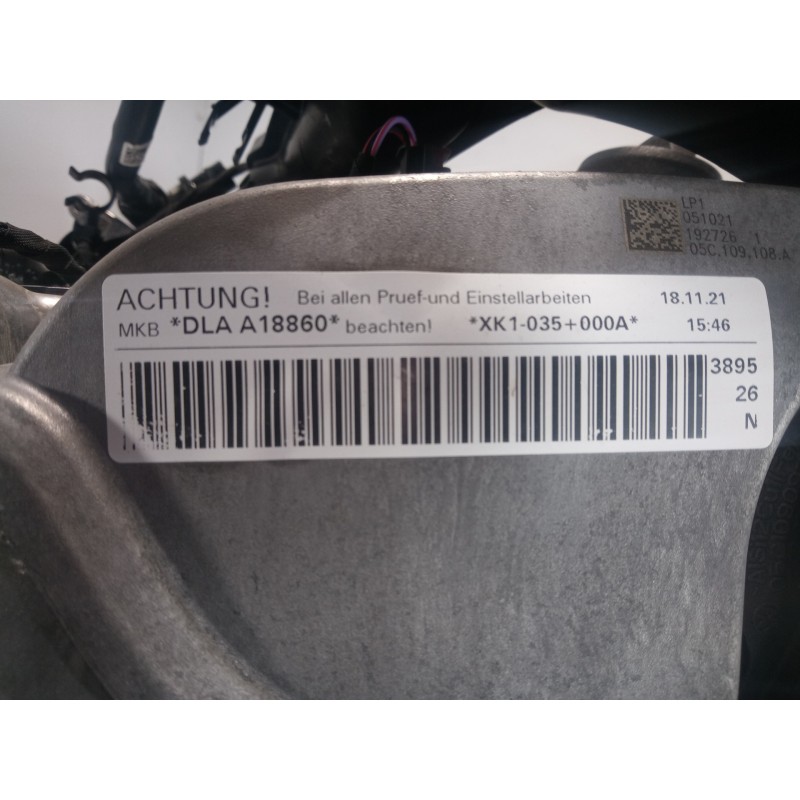 LP1
051021
192726 1
05C.109.108.A
ACHTUNG! Bei allen Pruef-und Einstellarbeiten 18.11.21
MKB *DLA A18860* beachten! *XK1-035+000A* 15:46
3895
26
N